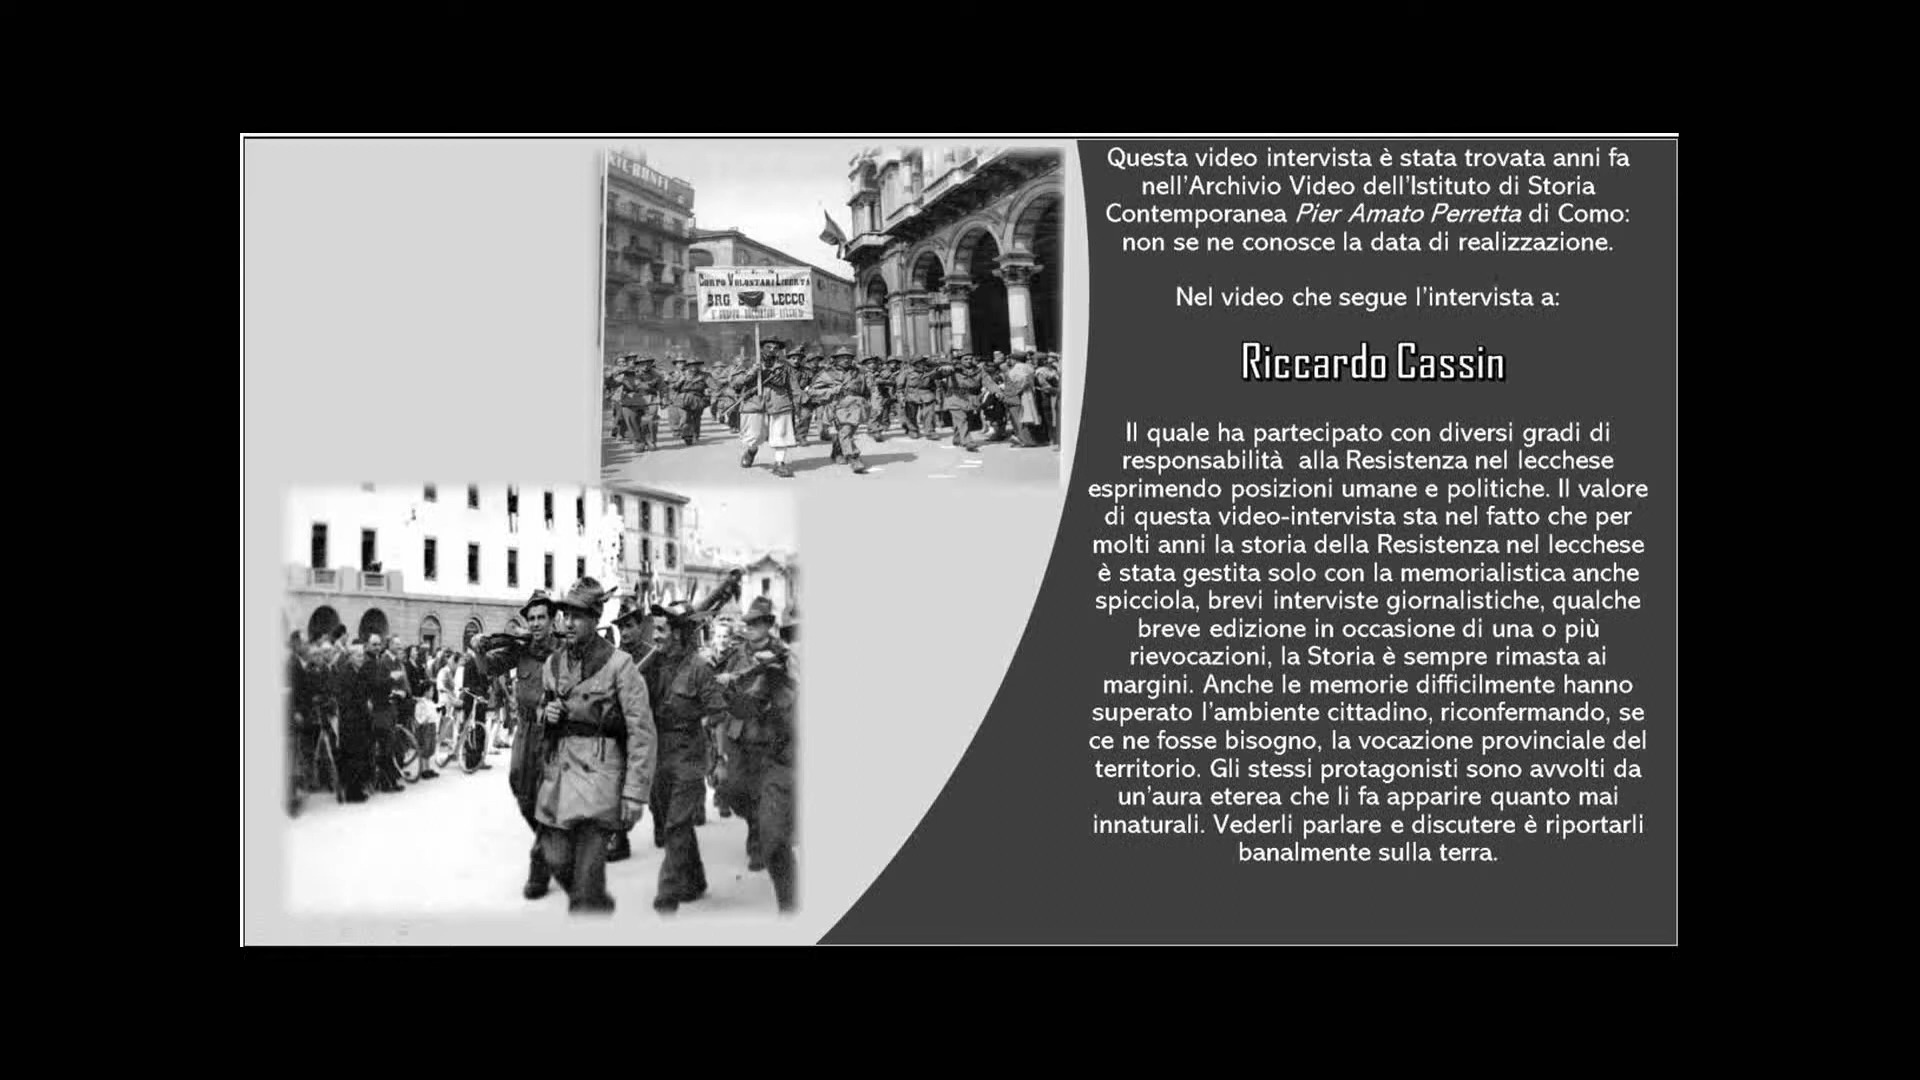 C L N
CORPO VOLONTARI LIBERTÀ
BRG. LECCO
Questa video intervista è stata trovata anni fa
nell'Archivio Video dell'Istituto di Storia
Contemporanea Pier Amato Perretta di Como:
non se ne conosce la data di realizzazione.
Nel video che segue l'intervista a:
Riccardo Cassin
Il quale ha partecipato con diversi gradi di
responsabilità alla Resistenza nel lecchese
esprimendo posizioni umane e politiche. Il valore
di questa video-intervista sta nel fatto che per
molti anni la storia della Resistenza nel lecchese
è stata gestita solo con la memorialistica anche
spicciola, brevi interviste giornalistiche, qualche
breve edizione in occasione di una o più
rievocazioni, la Storia è sempre rimasta ai
margini. Anche le memorie difficilmente hanno
superato l'ambiente cittadino, riconfermando, se
ce ne fosse bisogno, la vocazione provinciale del
territorio. Gli stessi protagonisti sono avvolti da
un'aura eterea che li fa apparire quanto mai
innaturali. Vederli parlare e discutere è riportarli
banalmente sulla terra.